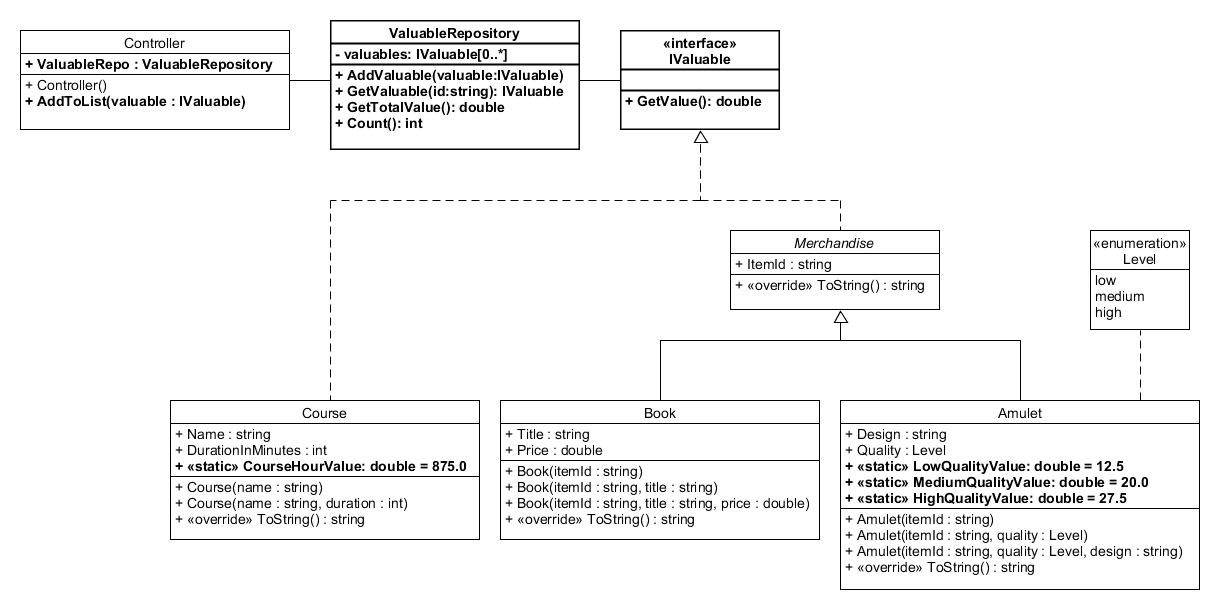 Controller
+ ValuableRepo : ValuableRepository
+ Controller()
+ AddToList(valuable : IValuable)
ValuableRepository
- valuables: IValuable[0..*]
+ AddValuable(valuable:IValuable)
+ GetValuable(id:string): IValuable
+ GetTotalValue(): double
+ Count(): int
«interface»
IValuable
+ GetValue(): double
Merchandise
+ ItemId : string
+ «override» ToString() : string
«enumeration»
Level
low
medium
high
Course
+ Name : string
+ DurationInMinutes : int
+ «static» CourseHourValue: double = 875.0
+ Course(name : string)
+ Course(name : string, duration : int)
+ «override» ToString() : string
Book
+ Title : string
+ Price : double
+ Book(itemId : string)
+ Book(itemId : string, title : string)
+ Book(itemId : string, title : string, price : double)
+ «override» ToString() : string
Amulet
+ Design : string
+ Quality : Level
+ «static» LowQualityValue: double = 12.5
+ «static» MediumQualityValue: double = 20.0
+ «static» HighQualityValue: double = 27.5
+ Amulet(itemId : string)
+ Amulet(itemId : string, quality : Level)
+ Amulet(itemId : string, quality : Level, design : string)
+ «override» ToString() : string